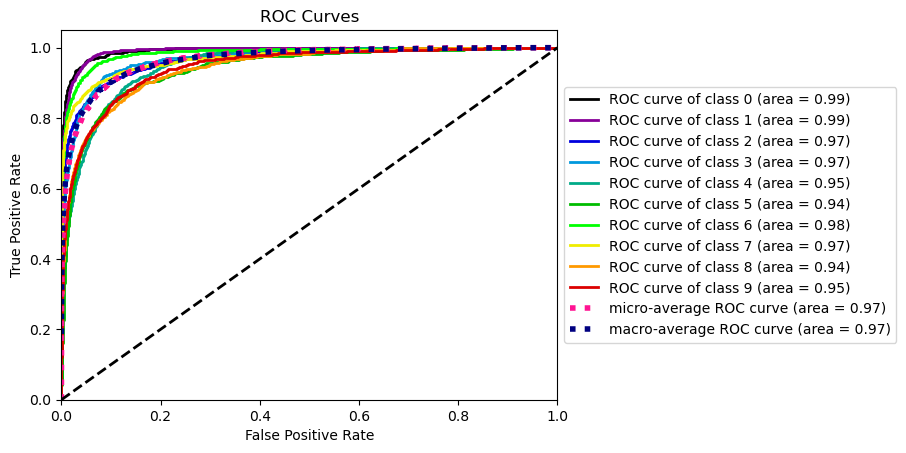 ROC Curves
1.0
0.8
0.6
0.4
0.2
0.0
True Positive Rate
0.0 0.2 0.4 0.6 0.8 1.0
False Positive Rate
ROC curve of class 0 (area = 0.99)
ROC curve of class 1 (area = 0.99)
ROC curve of class 2 (area = 0.97)
ROC curve of class 3 (area = 0.97)
ROC curve of class 4 (area = 0.95)
ROC curve of class 5 (area = 0.94)
ROC curve of class 6 (area = 0.98)
ROC curve of class 7 (area = 0.97)
ROC curve of class 8 (area = 0.94)
ROC curve of class 9 (area = 0.95)
micro-average ROC curve (area = 0.97)
macro-average ROC curve (area = 0.97)